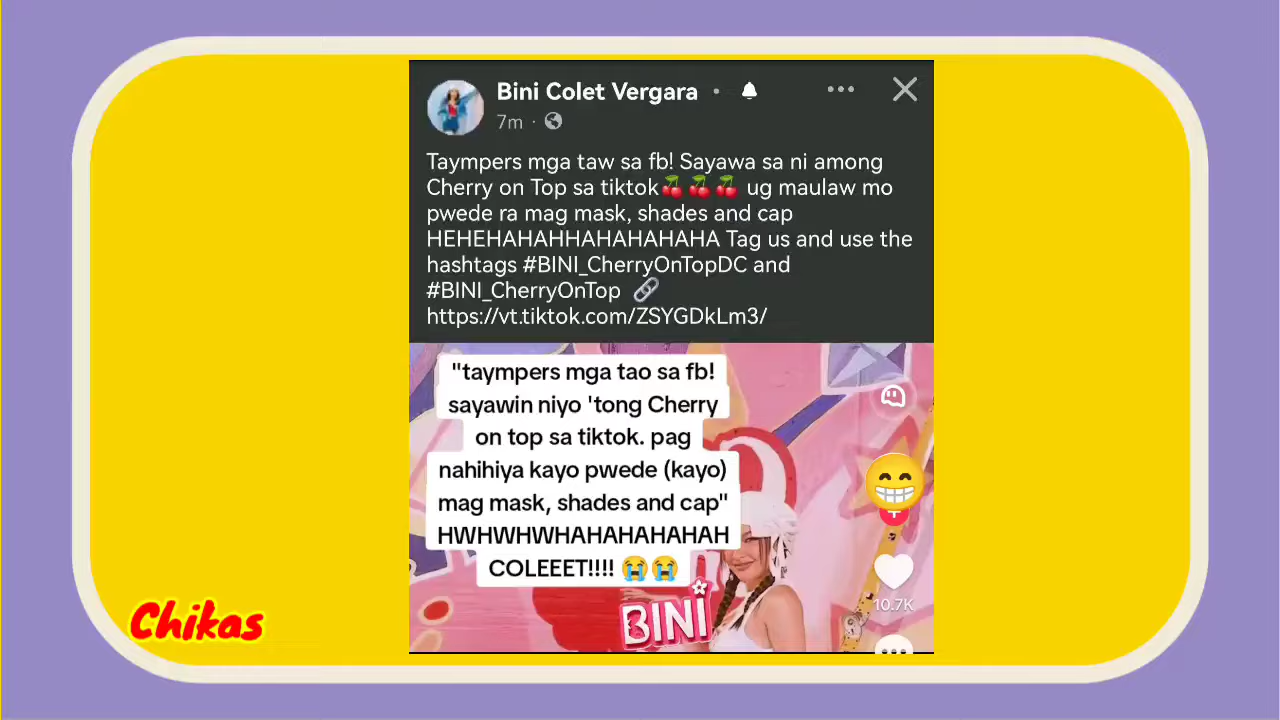 Bini Colet Vergara •
7m ·
Taympers mga taw sa fb! Sayawa sa ni among
Cherry on Top sa tiktok🍒🍒🍒 ug maulaw mo
pwede ra mag mask, shades and cap
HEHEHAHAHHAHAHAHAHA Tag us and use the
hashtags #BINI_CherryOnTopDC and
#BINI_CherryOnTop 🔗
https://vt.tiktok.com/ZSYGDkLm3/
"taympers mga tao sa fb!
sayawin niyo 'tong Cherry
on top sa tiktok. pag
nahihiya kayo pwede (kayo)
mag mask, shades and cap"
HWHWHWHAHAHAHAHAH
COLEEET!!!! 😭😭
10.7K
BINI
Chikas